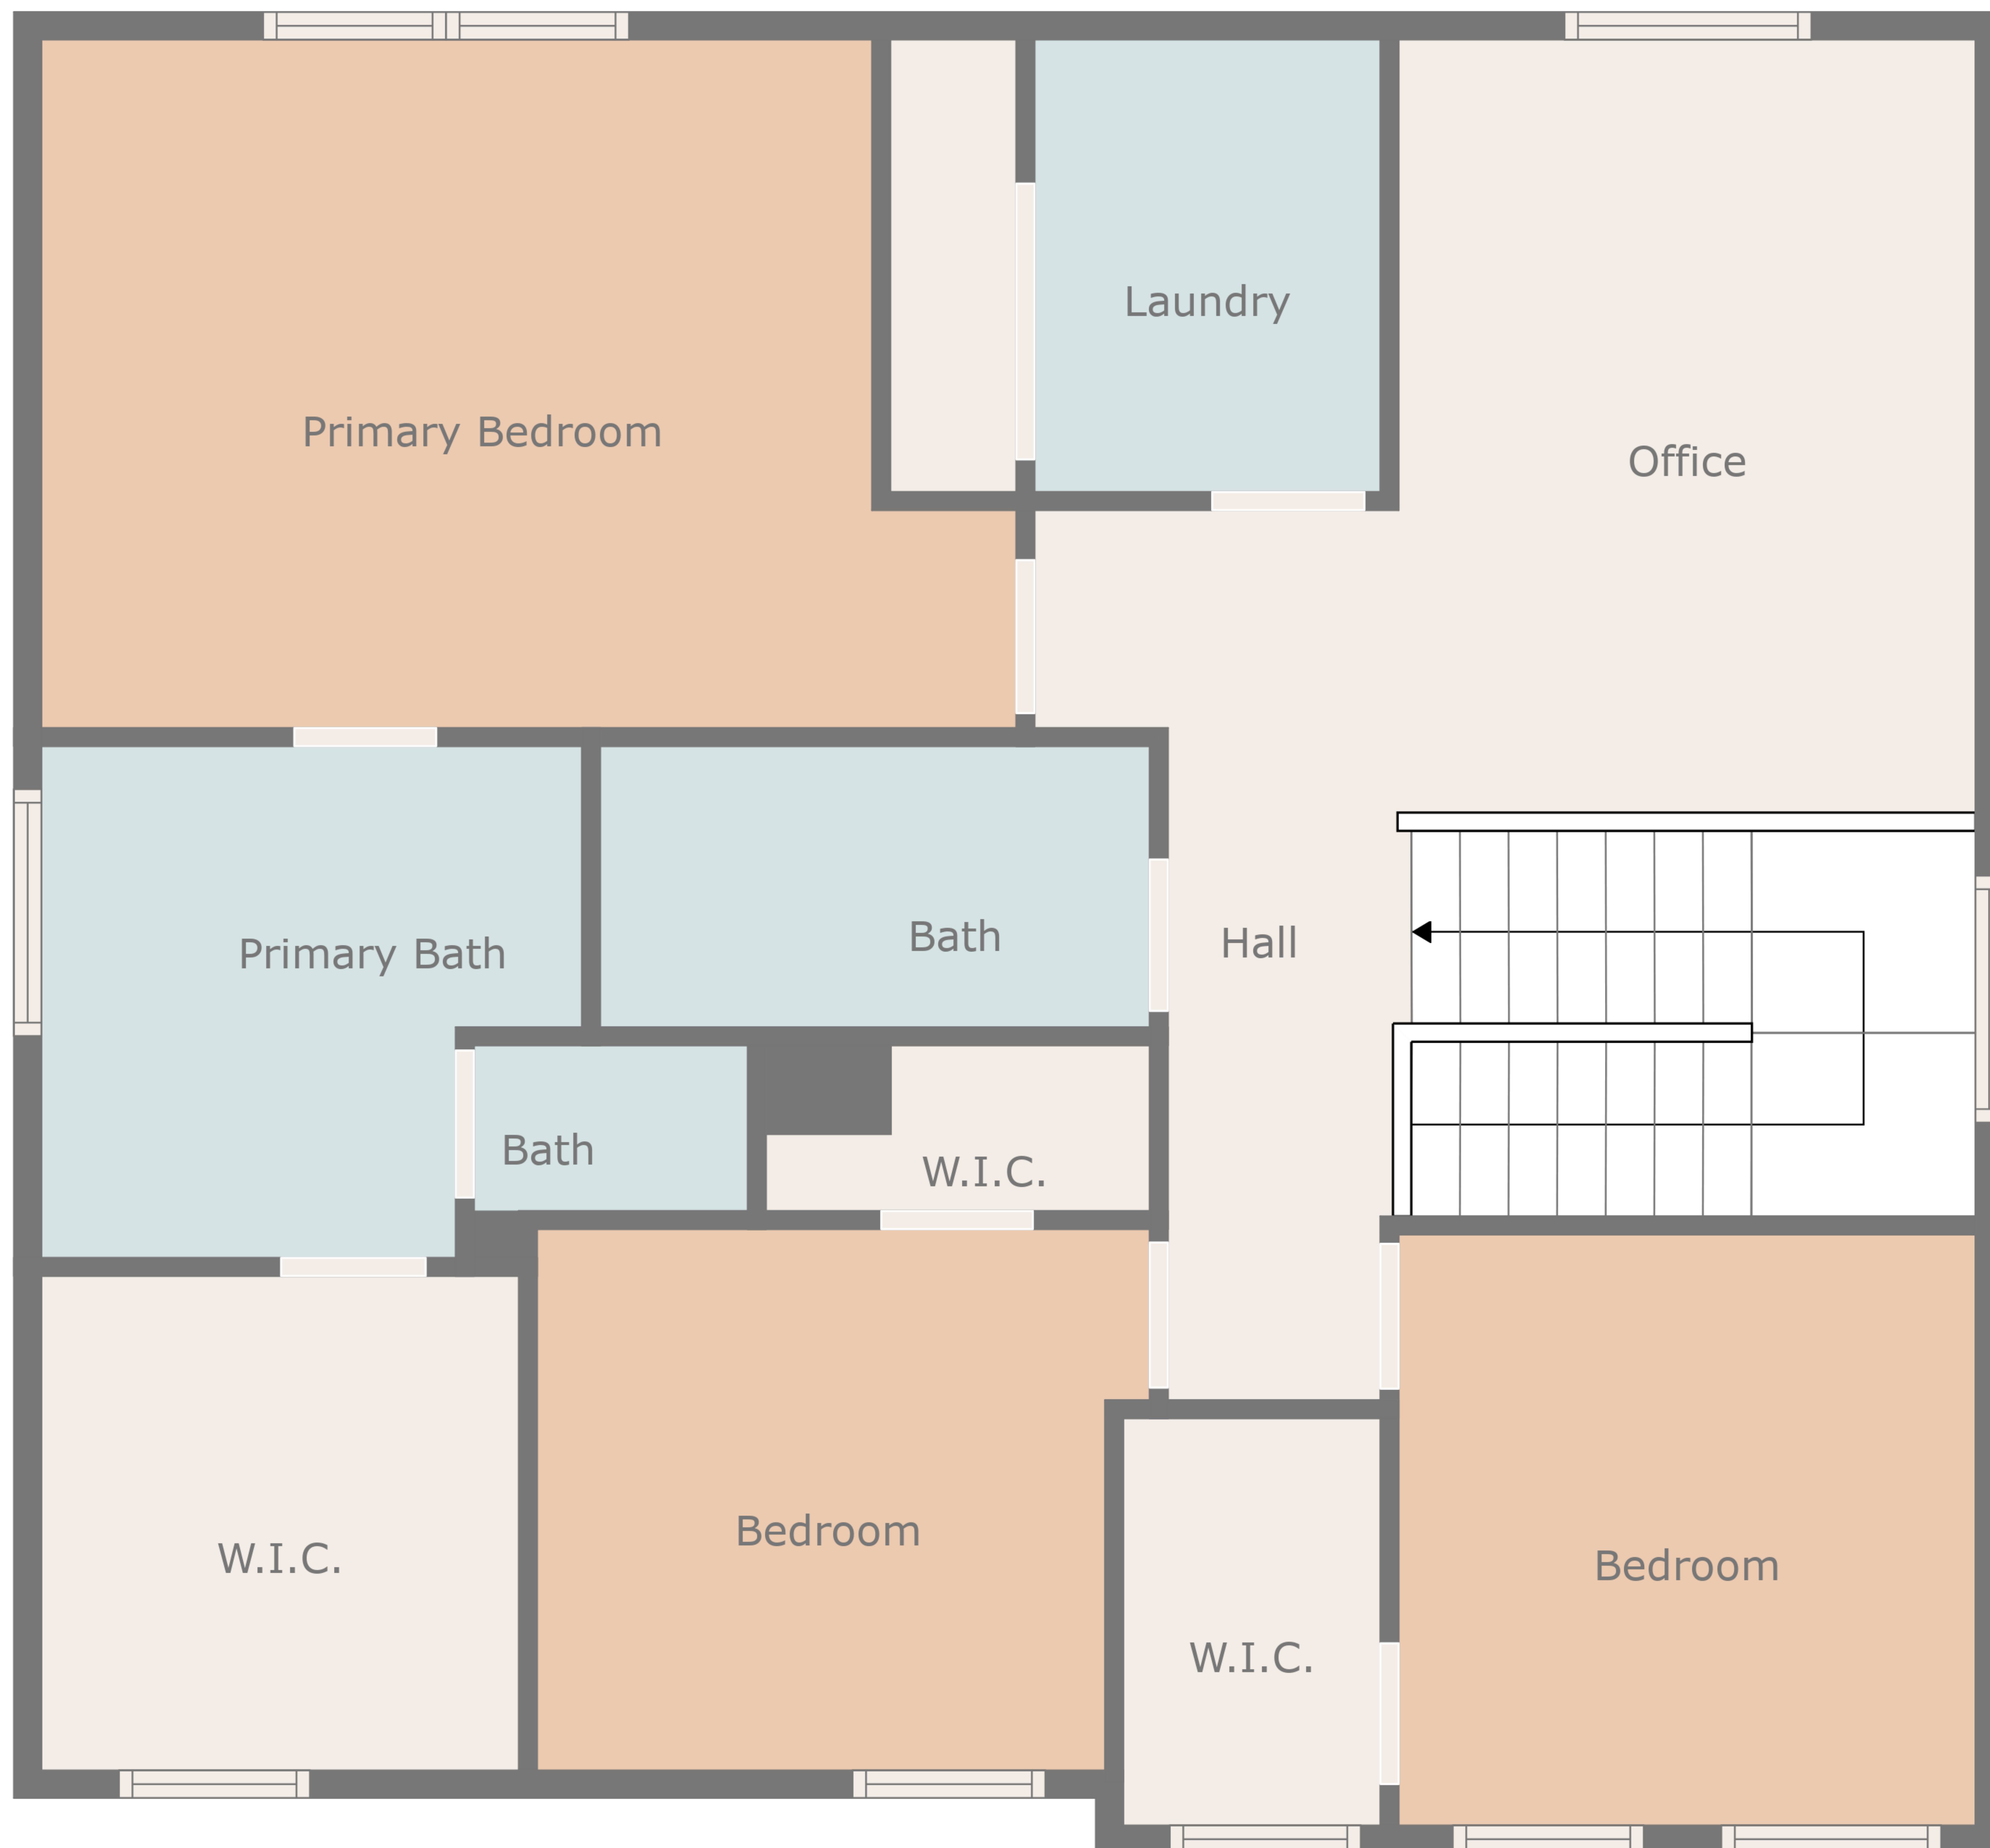 Laundry
Primary Bedroom
Office
Primary Bath
Bath
Hall
Bath
W.I.C.
W.I.C.
Bedroom
Bedroom
W.I.C.